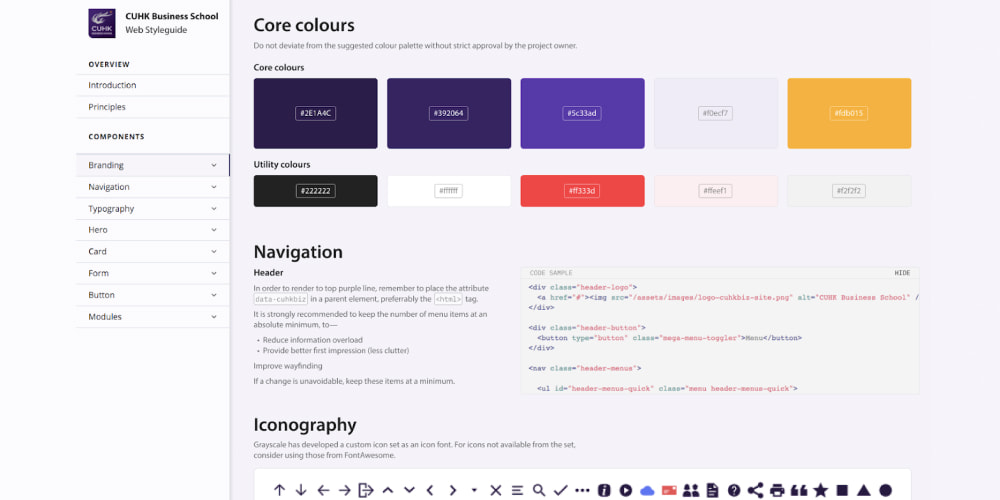 CUHK
CUHK Business School
Web Styleguide
OVERVIEW
Introduction
Principles
COMPONENTS
Branding
Navigation
Typography
Hero
Card
Form
Button
Modules
Core colours
Do not deviate from the suggested colour palette without strict approval by the project owner.
Core colours
#2E1A4C
#392064
#5c33ad
#f0ecf7
#fdb015
Utility colours
#222222
#ffffff
#ff333d
#ffeef1
#f2f2f2
Navigation
Header
In order to render to top purple line, remember to place the attribute
data-cuhkbiz in a parent element, preferably the <html> tag.
It is strongly recommended to keep the number of menu items at an
absolute minimum, to—
• Reduce information overload
• Provide better first impression (less clutter)
Improve wayfinding
If a change is unavoidable, keep these items at a minimum.
CODE SAMPLE
HIDE
<div class="header-logo">
<a href="#"><img src="/assets/images/logo-cuhkbiz-site.png" alt="CUHK Business School" /
</div>
<div class="header-button">
<button type="button" class="mega-menu-toggler">Menu</button>
</div>
<nav class="header-menus">
<ul id="header-menus-quick" class="menu header-menus-quick">
Iconography
Grayscale has developed a custom icon set as an icon font. For icons not available from the set,
consider using those from FontAwesome.